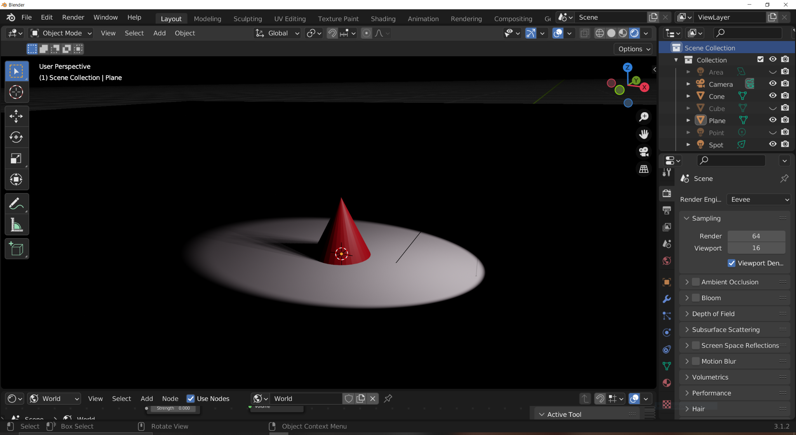 Blender
File Edit Render Window Help Layout Modeling Sculpting UV Editing Texture Paint Shading Animation Rendering Compositing Scene ViewLayer
Object Mode View Select Add Object Global
Options
User Perspective
(1) Scene Collection | Plane
Z
Y
X
Scene Collection
Collection
Area
Camera
Cone
Cube
Plane
Point
Spot
Scene
Render Engi.. Eevee
Sampling
Render 64
Viewport 16
Viewport Den..
Ambient Occlusion
Bloom
Depth of Field
Subsurface Scattering
Screen Space Reflections
Motion Blur
Volumetrics
Performance
Hair
World View Select Add Node Use Nodes World
Strength 0.000
Active Tool
Select Box Select Rotate View Object Context Menu 3.1.2